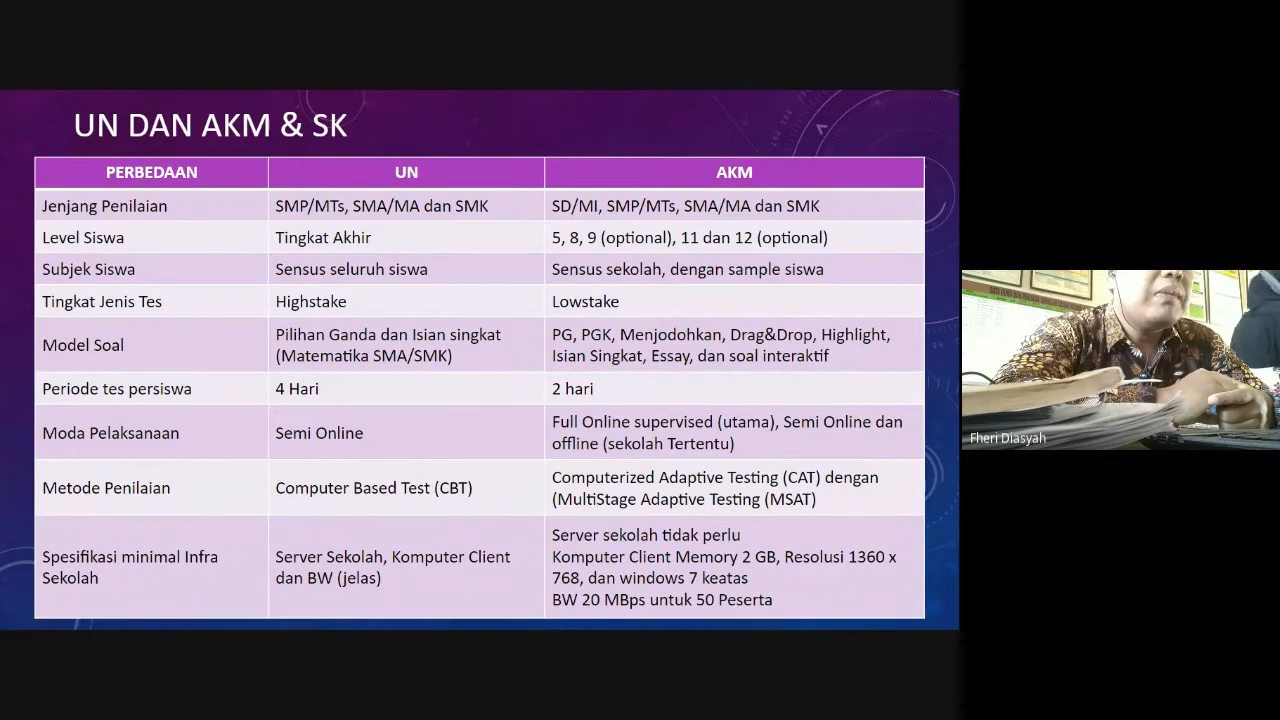 UN DAN AKM & SK
PERBEDAAN UN AKM
Jenjang Penilaian SMP/MTs, SMA/MA dan SMK SD/MI, SMP/MTs, SMA/MA dan SMK
Level Siswa Tingkat Akhir 5, 8, 9 (optional), 11 dan 12 (optional)
Subjek Siswa Sensus seluruh siswa Sensus sekolah, dengan sample siswa
Tingkat Jenis Tes Highstake Lowstake
Model Soal
Pilihan Ganda dan Isian singkat
(Matematika SMA/SMK)
PG, PGK, Menjodohkan, Drag&Drop, Highlight,
Isian Singkat, Essay, dan soal interaktif
Periode tes persiswa 4 Hari 2 hari
Moda Pelaksanaan
Semi Online
Full Online supervised (utama), Semi Online dan
offline (sekolah Tertentu)
Metode Penilaian
Computer Based Test (CBT)
Computerized Adaptive Testing (CAT) dengan
(MultiStage Adaptive Testing (MSAT)
Spesifikasi minimal Infra
Sekolah
Server Sekolah, Komputer Client
dan BW (jelas)
Server sekolah tidak perlu
Komputer Client Memory 2 GB, Resolusi 1360 x
768, dan windows 7 keatas
BW 20 MBps untuk 50 Peserta
Fheri Diasyah